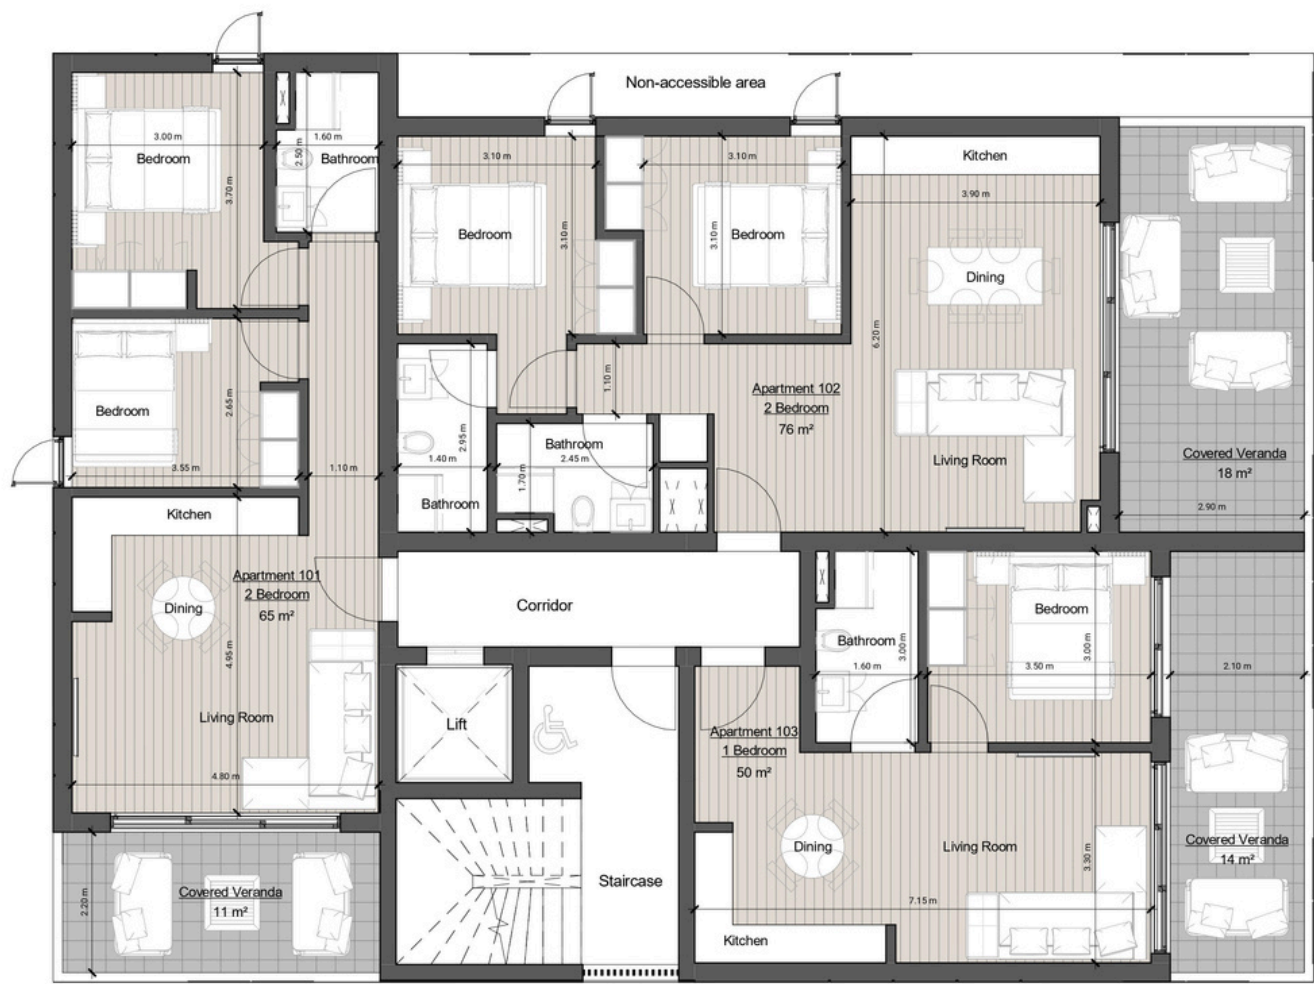 Non-accessible area
3.00 m
Bedroom
3.70 m
2.50 m
1.60 m
Bathroom
3.10 m
Bedroom
3.10 m
3.10 m
Bedroom
3.10 m
Kitchen
3.90 m
Dining
6.20 m
Bedroom
2.65 m
3.55 m
1.10 m
1.10 m
Apartment 102
2 Bedroom
76 m²
Living Room
Covered Veranda
18 m²
2.90 m
2.95 m
1.40 m
Bathroom
Bathroom
2.45 m
1.70 m
Kitchen
Apartment 101
2 Bedroom
65 m²
Dining
4.95 m
Living Room
4.80 m
Corridor
Lift
Bathroom
1.60 m
3.00 m
Bedroom
3.00 m
3.50 m
2.10 m
Apartment 103
1 Bedroom
50 m²
Dining
Living Room
3.30 m
7.15 m
Kitchen
Covered Veranda
14 m²
Staircase
Covered Veranda
11 m²
2.20 m